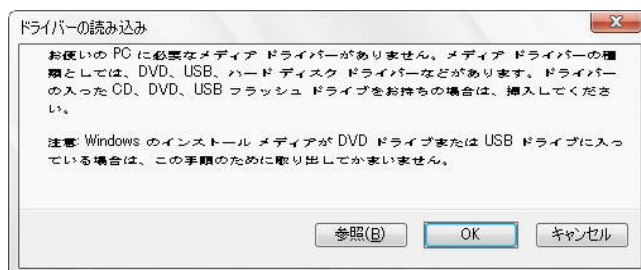 ドライバーの読み込み
お使いの PC に必要なメディア ドライバーがありません。メディア ドライバーの種
類としては、DVD、USB、ハード ディスク ドライバーなどがあります。ドライバー
の入った CD、DVD、USB フラッシュ ドライブをお持ちの場合は、挿入してくださ
い。
注意: Windows のインストール メディアが DVD ドライブまたは USB ドライブに入っ
ている場合は、この手順のために取り出してかまいません。
参照(B) OK キャンセル